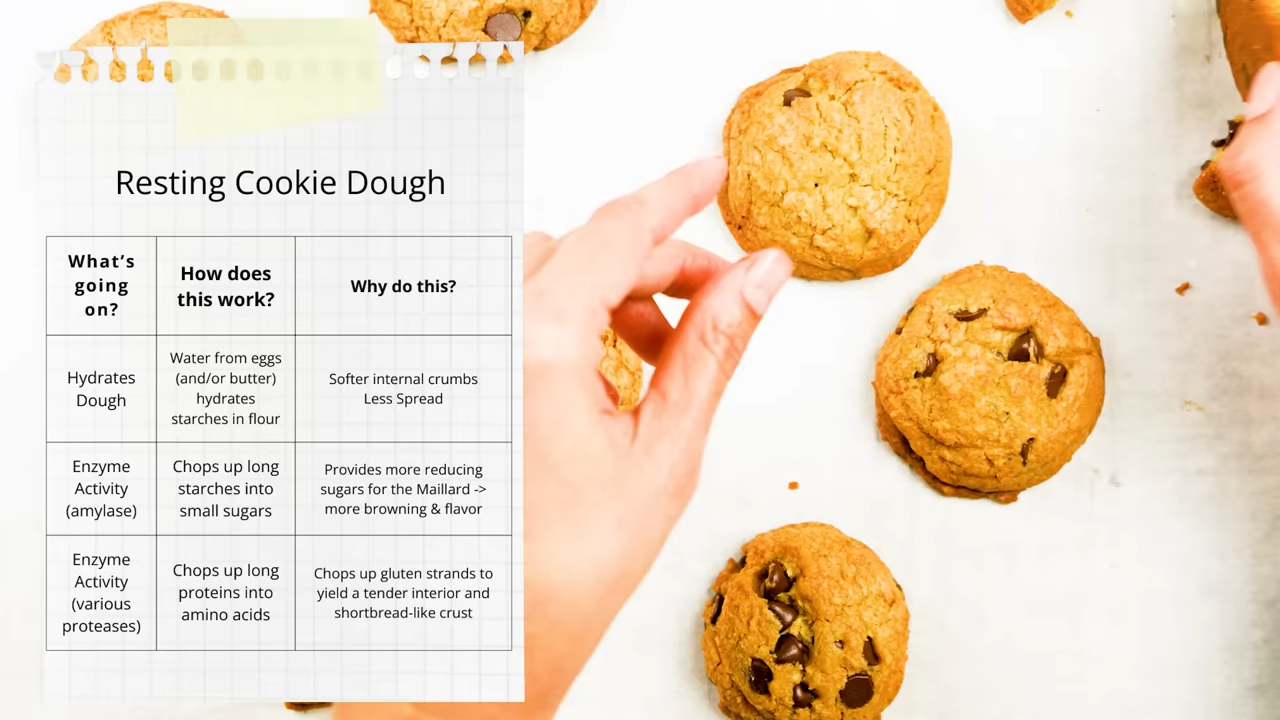 Resting Cookie Dough
What's
going
on?
How does
this work?
Why do this?
Hydrates
Dough
Water from eggs
(and/or butter)
hydrates
starches in flour
Softer internal crumbs
Less Spread
Enzyme
Activity
(amylase)
Chops up long
starches into
small sugars
Provides more reducing
sugars for the Maillard ->
more browning & flavor
Enzyme
Activity
(various
proteases)
Chops up long
proteins into
amino acids
Chops up gluten strands to
yield a tender interior and
shortbread-like crust